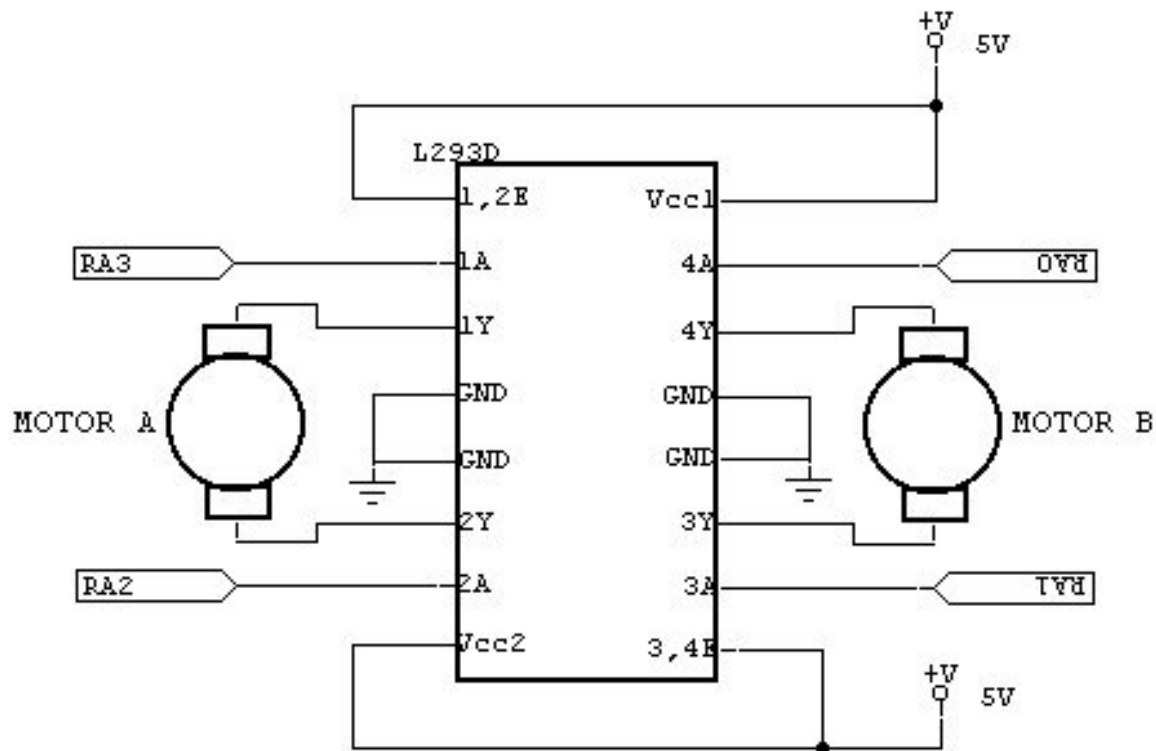 +V
5V
L293D
1,2E
Vcc1
RA3
1A
4A
RA0
1Y
4Y
GND
GND
MOTOR A
MOTOR B
GND
GND
2Y
3Y
RA2
2A
3A
RA1
Vcc2
3,4E
+V
5V